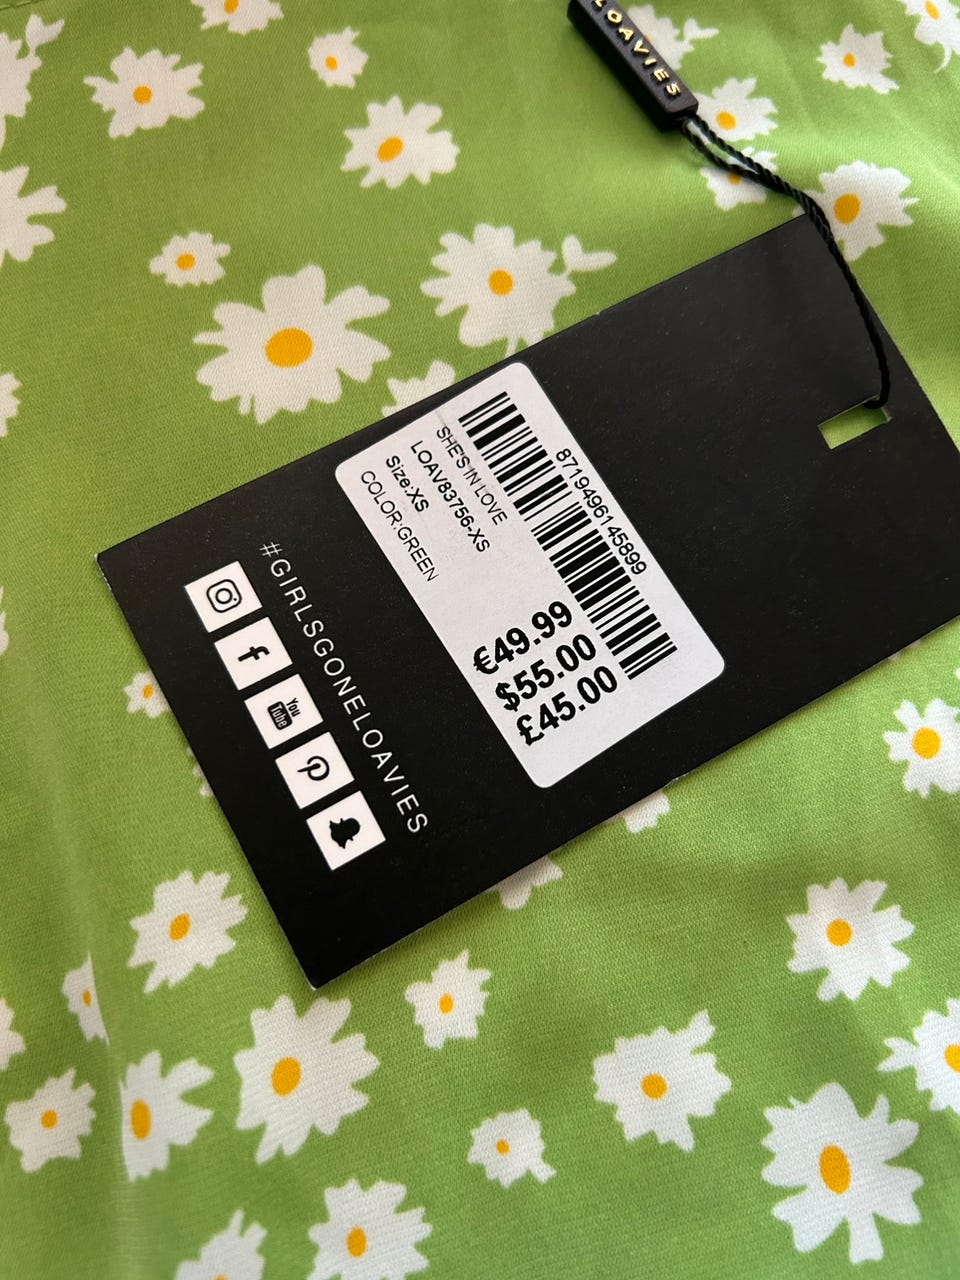 LOAVIES
8719496145899
SHE'S IN LOVE
LOAV83756-XS
Size:XS
COLOR:GREEN
€49.99
$55.00
£45.00
#GIRLSGONELOAVIES
f
You
Tube